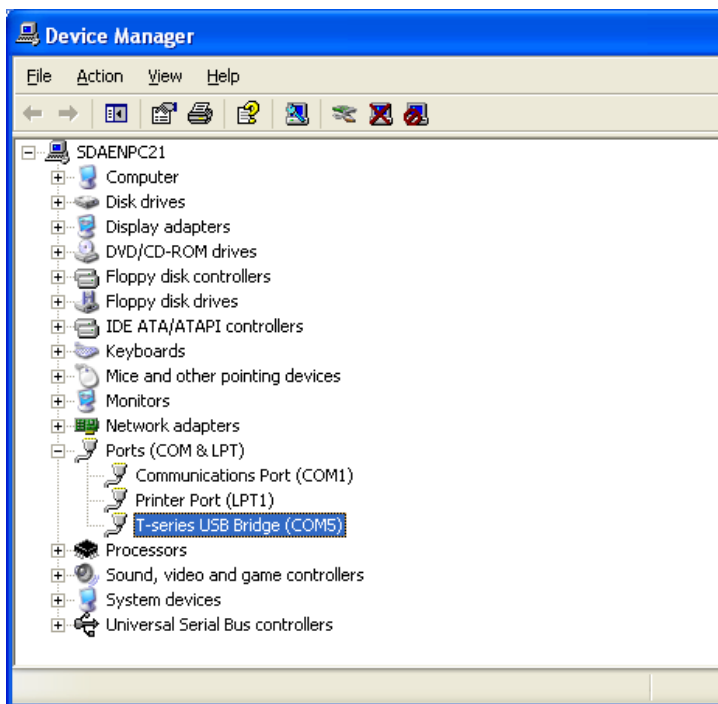 Device Manager
File Action View Help
SDAENPC21
Computer
Disk drives
Display adapters
DVD/CD-ROM drives
Floppy disk controllers
Floppy disk drives
IDE ATA/ATAPI controllers
Keyboards
Mice and other pointing devices
Monitors
Network adapters
Ports (COM & LPT)
Communications Port (COM1)
Printer Port (LPT1)
T-series USB Bridge (COM5)
Processors
Sound, video and game controllers
System devices
Universal Serial Bus controllers